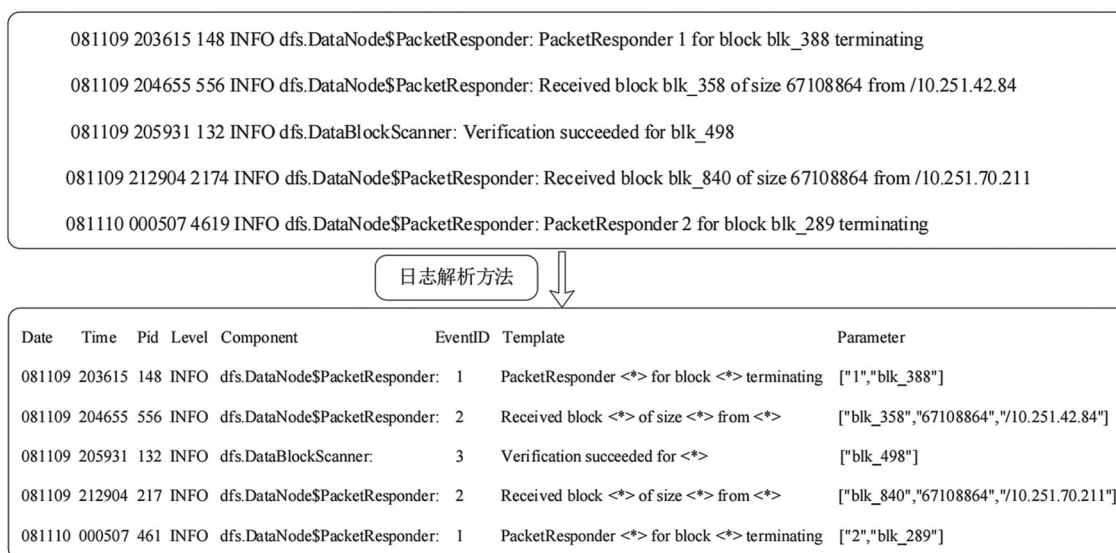 081109 203615 148 INFO dfs.DataNode$PacketResponder: PacketResponder 1 for block blk_388 terminating
081109 204655 556 INFO dfs.DataNode$PacketResponder: Received block blk_358 of size 67108864 from /10.251.42.84
081109 205931 132 INFO dfs.DataBlockScanner: Verification succeeded for blk_498
081109 212904 2174 INFO dfs.DataNode$PacketResponder: Received block blk_840 of size 67108864 from /10.251.70.211
081110 000507 4619 INFO dfs.DataNode$PacketResponder: PacketResponder 2 for block blk_289 terminating
日志解析方法
Date Time Pid Level Component EventID Template Parameter
081109 203615 148 INFO dfs.DataNode$PacketResponder: 1 PacketResponder <*> for block <*> terminating ["1","blk_388"]
081109 204655 556 INFO dfs.DataNode$PacketResponder: 2 Received block <*> of size <*> from <*> ["blk_358","67108864","/10.251.42.84"]
081109 205931 132 INFO dfs.DataBlockScanner: 3 Verification succeeded for <*> ["blk_498"]
081109 212904 217 INFO dfs.DataNode$PacketResponder: 2 Received block <*> of size <*> from <*> ["blk_840","67108864","/10.251.70.211"]
081110 000507 461 INFO dfs.DataNode$PacketResponder: 1 PacketResponder <*> for block <*> terminating ["2","blk_289"]